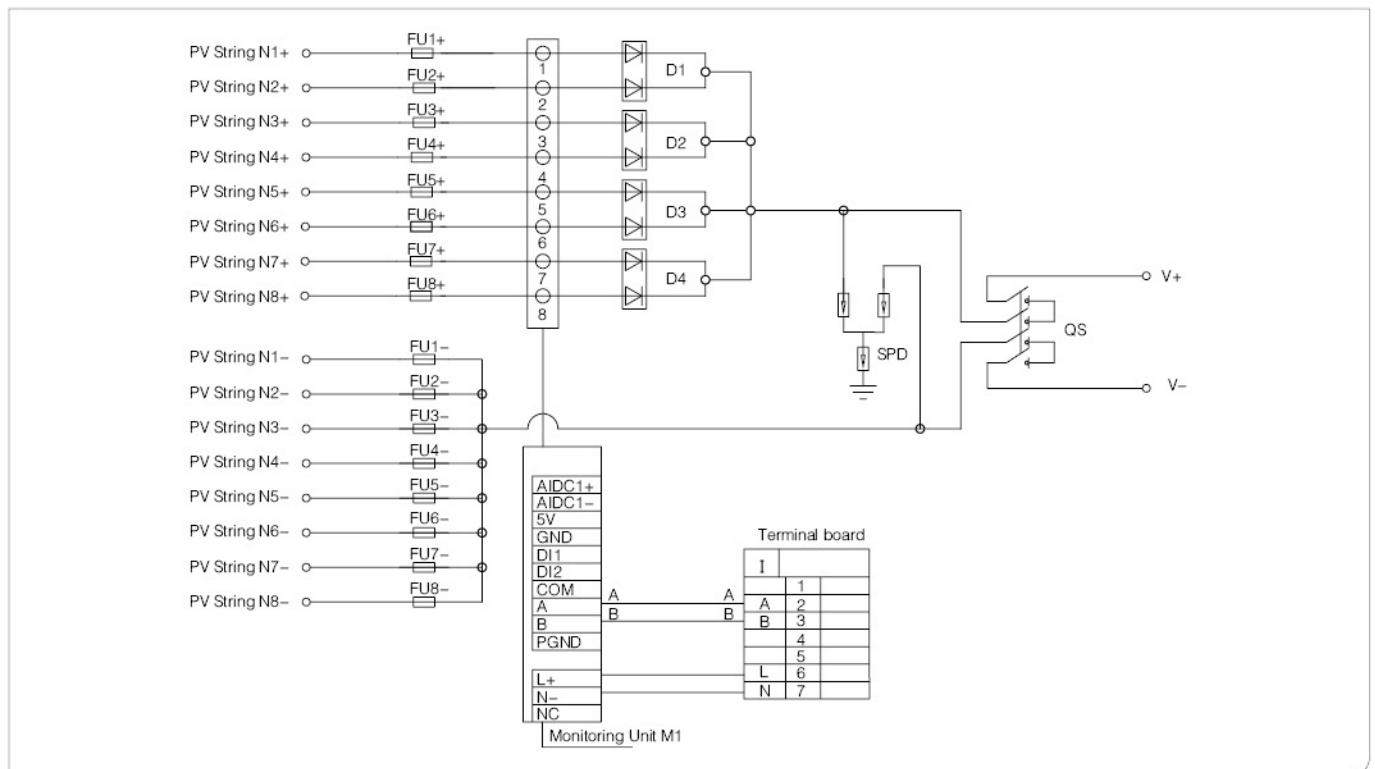 PV String N1+ FU1+
1
D1
PV String N2+ FU2+
2
PV String N3+ FU3+
3
D2
PV String N4+ FU4+
4
PV String N5+ FU5+
5
D3
PV String N6+ FU6+
6
PV String N7+ FU7+
7
D4
PV String N8+ FU8+
8
V+
QS
SPD
V−
PV String N1− FU1−
PV String N2− FU2−
PV String N3− FU3−
PV String N4− FU4−
PV String N5− FU5−
PV String N6− FU6−
PV String N7− FU7−
PV String N8− FU8−
AIDC1+
AIDC1−
5V
GND
DI1
DI2
COM
A
B
PGND
L+
N−
NC
A A
B B
Monitoring Unit M1
Terminal board
I
1
A 2
B 3
4
5
L 6
N 7